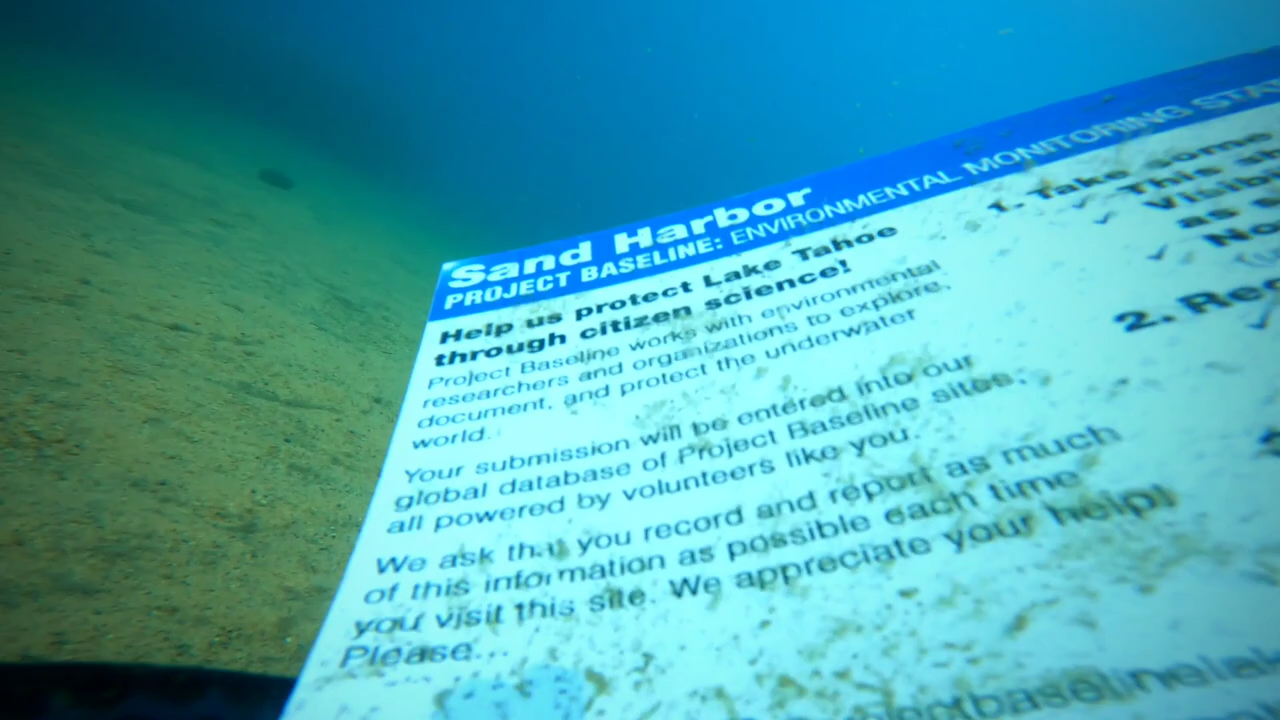 Sand Harbor
PROJECT BASELINE: ENVIRONMENTAL MONITORING
Help us protect Lake Tahoe
through citizen science!
Project Baseline works with environmental
researchers and organizations to explore,
document, and protect the underwater
world.
Your submission will be entered into our
global database of Project Baseline sites,
all powered by volunteers like you.
We ask that you record and report as much
of this information as possible each time
you visit this site. We appreciate your help!
Please...
1. Take some
This
as
2.